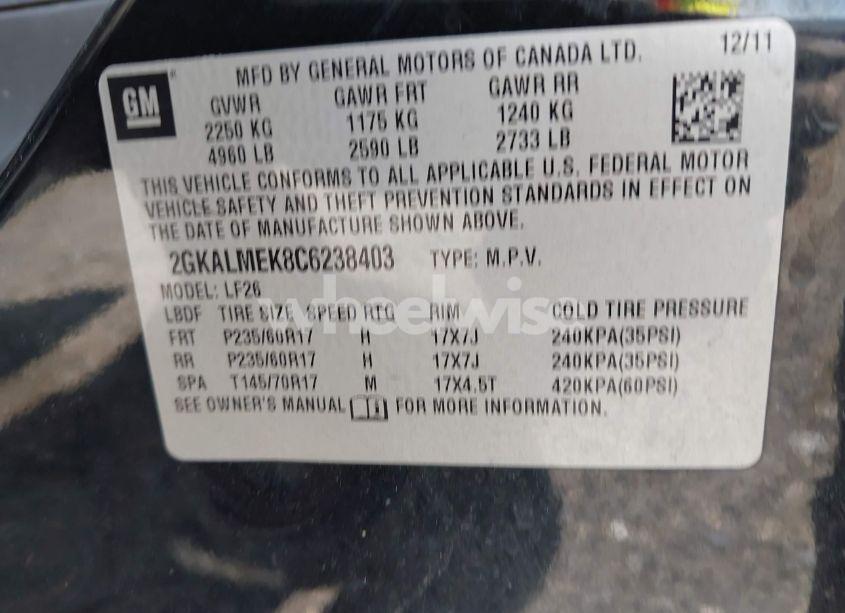 12/11
MFD BY GENERAL MOTORS OF CANADA LTD.
GM
GVWR GAWR FRT GAWR RR
2250 KG 1175 KG 1240 KG
4960 LB 2590 LB 2733 LB
THIS VEHICLE CONFORMS TO ALL APPLICABLE U.S. FEDERAL MOTOR
VEHICLE SAFETY AND THEFT PREVENTION STANDARDS IN EFFECT ON
THE DATE OF MANUFACTURE SHOWN ABOVE.
2GKALMEK8C6238403 TYPE: M.P.V.
MODEL: LF26
wheelwise
LBDF TIRE SIZE SPEED RTG RIM COLD TIRE PRESSURE
FRT P235/60R17 H 17X7J 240KPA(35PSI)
RR P235/60R17 H 17X7J 240KPA(35PSI)
SPA T145/70R17 M 17X4.5T 420KPA(60PSI)
SEE OWNER'S MANUAL FOR MORE INFORMATION.